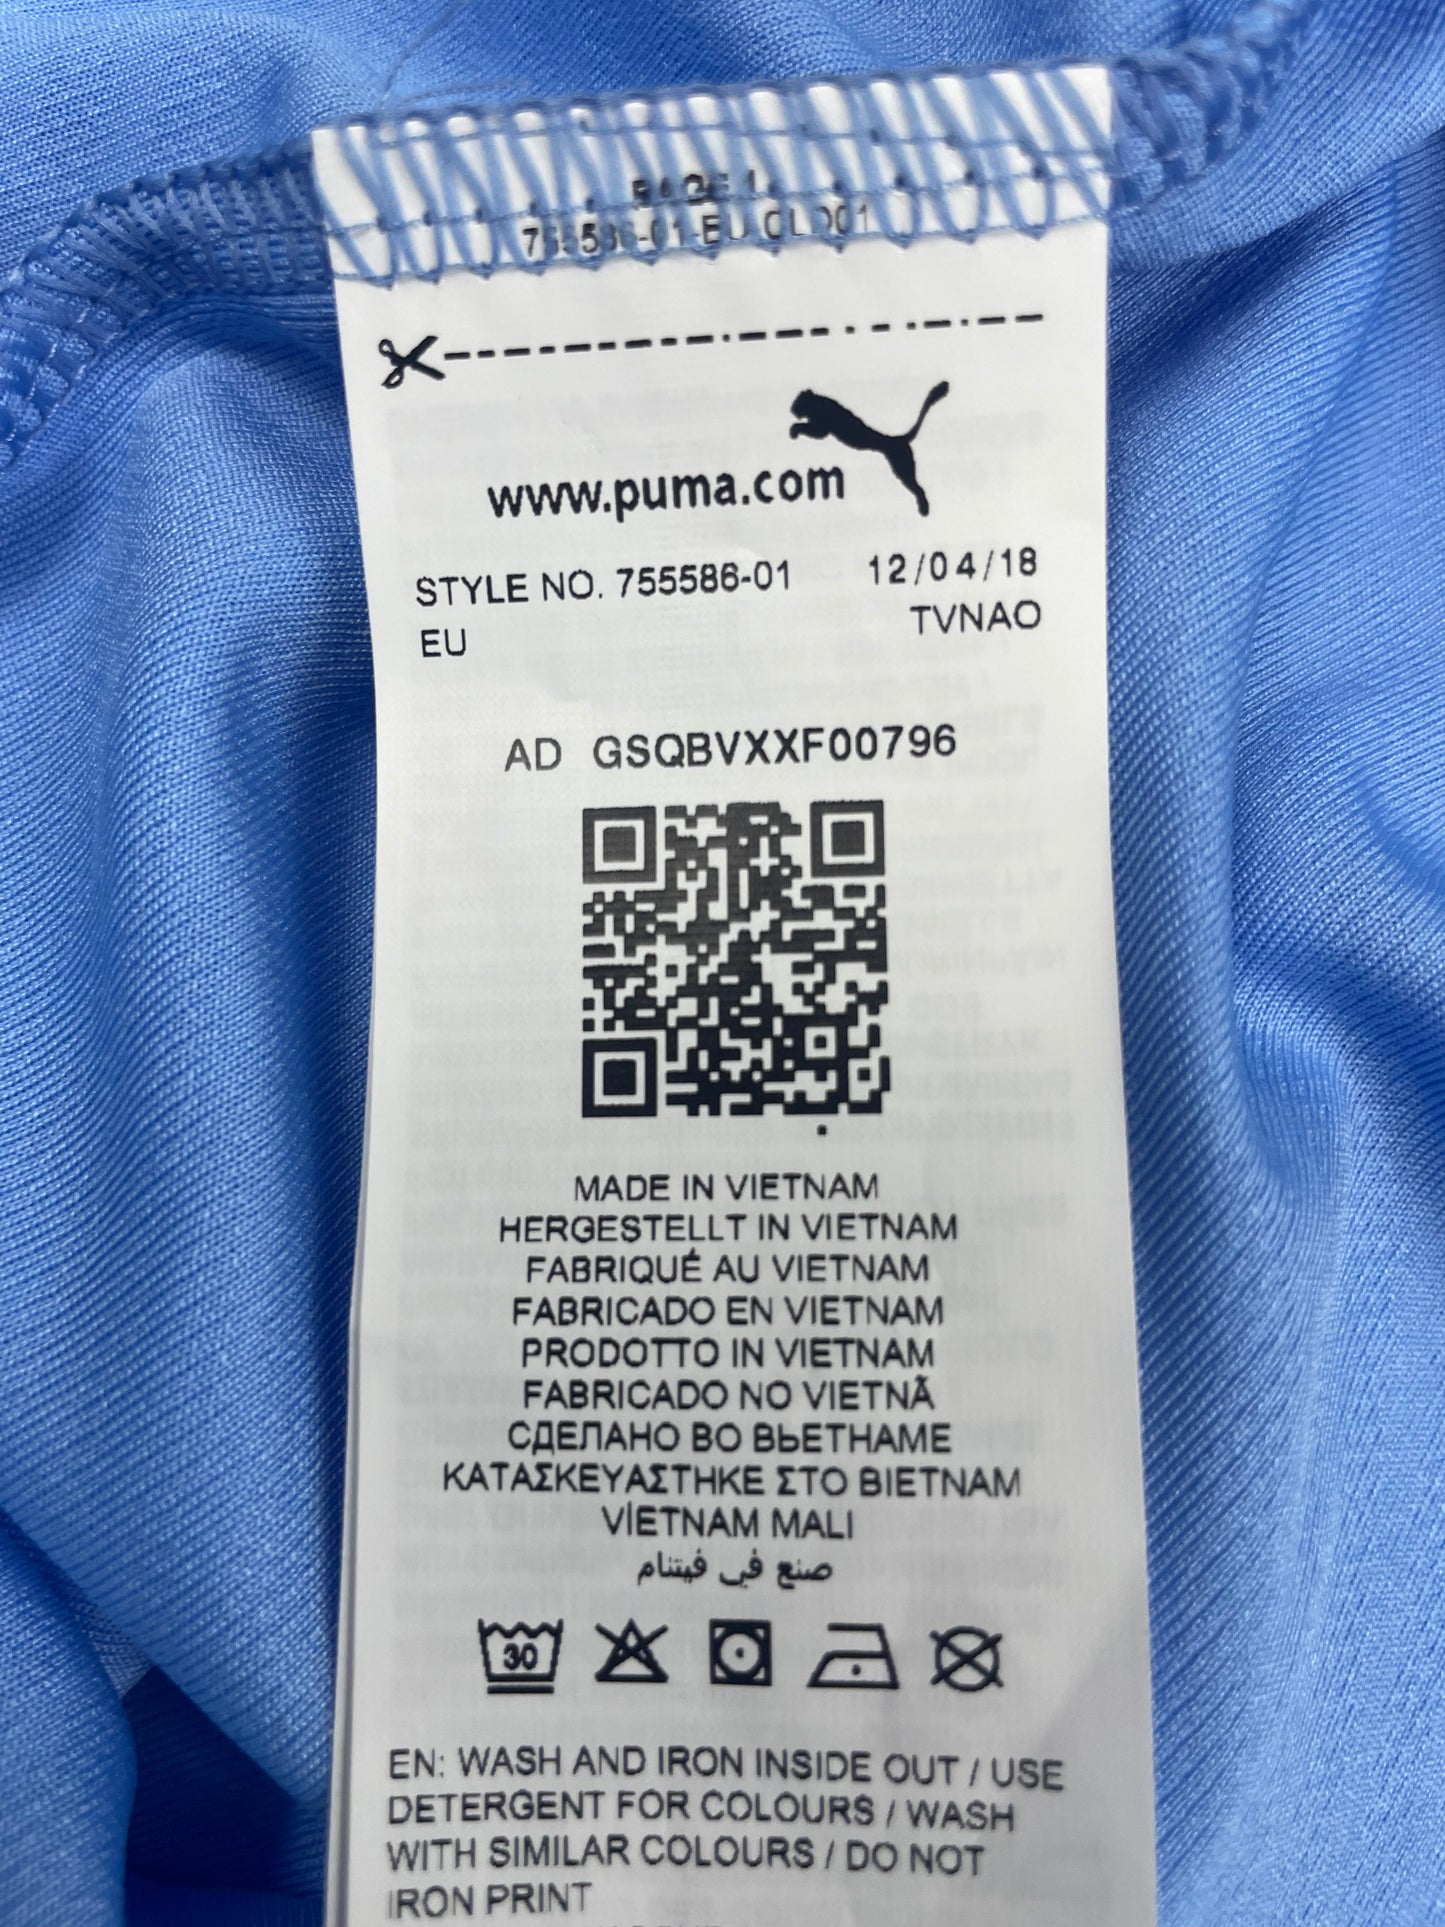 PAGE 1
755586-01-EU CL 001
www.puma.com
STYLE NO. 755586-01 12/04/18
EU TVNAO
AD GSQBVXXF00796
MADE IN VIETNAM
HERGESTELLT IN VIETNAM
FABRIQUÉ AU VIETNAM
FABRICADO EN VIETNAM
PRODOTTO IN VIETNAM
FABRICADO NO VIETNÃ
СДЕЛАНО ВО ВЬЕТНАМЕ
ΚΑΤΑΣΚΕΥΑΣΤΗΚΕ ΣΤΟ ΒΙΕΤΝΑΜ
VİETNAM MALI
صنع في فيتنام
30
EN: WASH AND IRON INSIDE OUT / USE
DETERGENT FOR COLOURS / WASH
WITH SIMILAR COLOURS / DO NOT
IRON PRINT